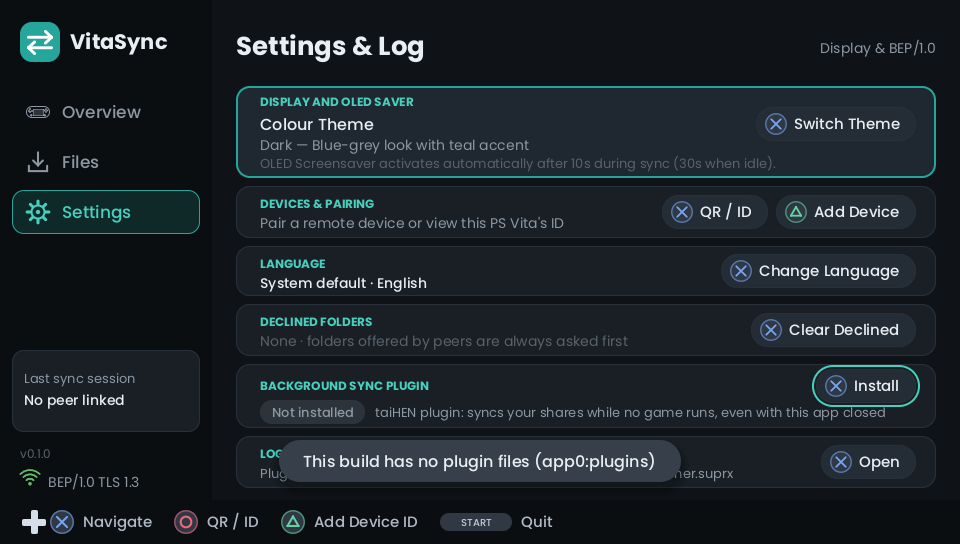 VitaSync
Overview
Files
Settings
Last sync session
No peer linked
v0.1.0
BEP/1.0 TLS 1.3
Settings & Log
Display & BEP/1.0
DISPLAY AND OLED SAVER
Colour Theme
Dark — Blue-grey look with teal accent
OLED Screensaver activates automatically after 10s during sync (30s when idle).
Switch Theme
DEVICES & PAIRING
Pair a remote device or view this PS Vita's ID
QR / ID
Add Device
LANGUAGE
System default · English
Change Language
DECLINED FOLDERS
None · folders offered by peers are always asked first
Clear Declined
BACKGROUND SYNC PLUGIN
Install
Not installed
taiHEN plugin: syncs your shares while no game runs, even with this app closed
This build has no plugin files (app0:plugins)
Open
Navigate
QR / ID
Add Device ID
START
Quit